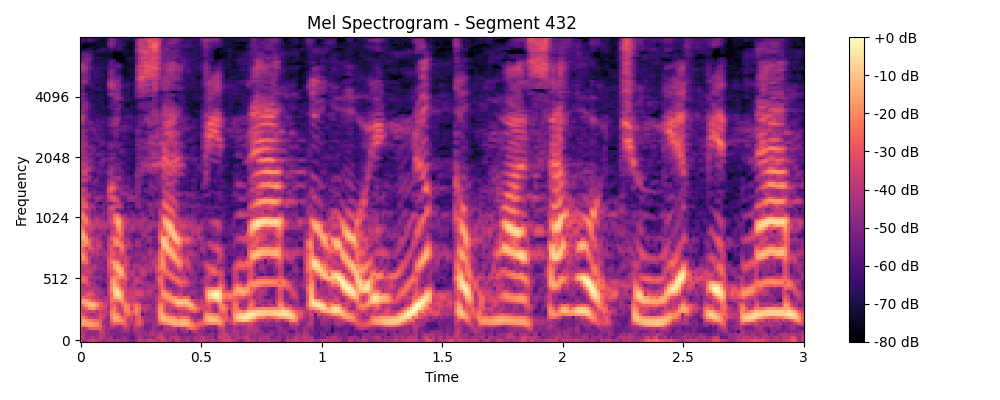 Mel Spectrogram - Segment 432
+0 dB
-10 dB
-20 dB
-30 dB
-40 dB
-50 dB
-60 dB
-70 dB
-80 dB
Frequency
4096
2048
1024
512
0
0 0.5 1 1.5 2 2.5 3
Time